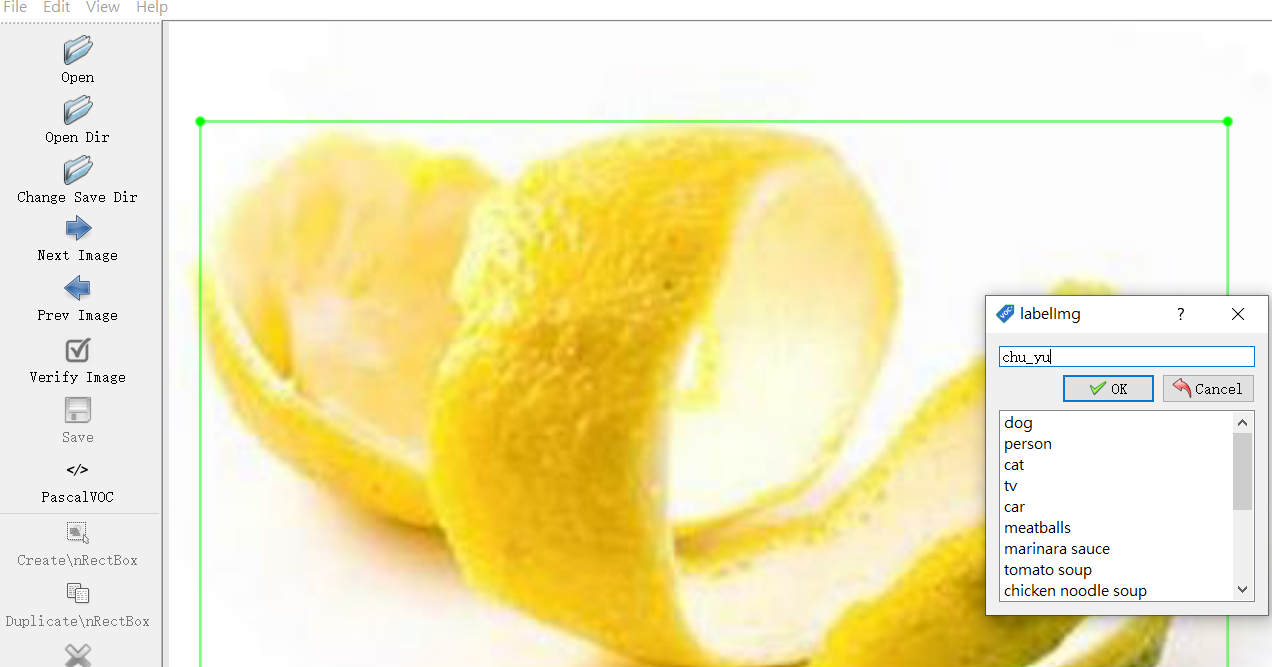 File Edit View Help
Open
Open Dir
Change Save Dir
Next Image
Prev Image
Verify Image
Save
</>
PascalVOC
Create\nRectBox
Duplicate\nRectBox
VOC labelImg ? 
chu_yu
OK Cancel
dog
person
cat
tv
car
meatballs
marinara sauce
tomato soup
chicken noodle soup